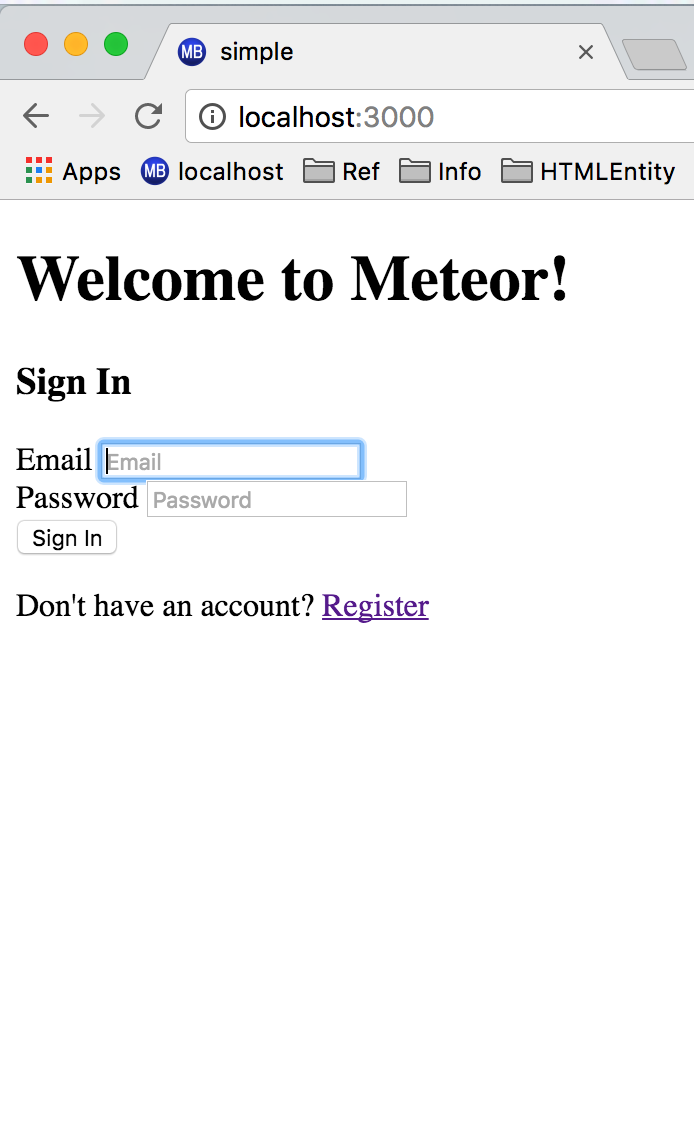 MB simple
localhost:3000
Apps MB localhost Ref Info HTMLEntity
Welcome to Meteor!
Sign In
Email Email
Password Password
Sign In
Don't have an account? Register